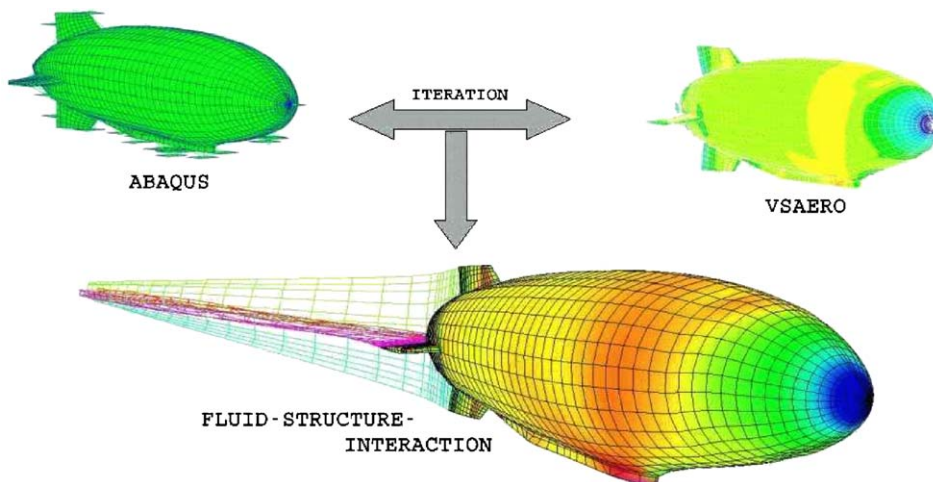 ITERATION
ABAQUS
VSAERO
FLUID-STRUCTURE-
INTERACTION